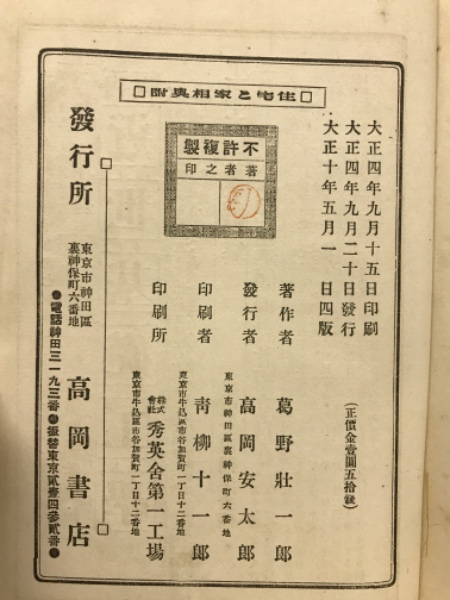 住宅と家相奥附
大正四年九月十五日印刷
大正四年九月二十日發行
大正十年五月一日四版
不許複製
著者之印
(正價金壹圓五拾錢)
著作者 葛野壯一郎
東京市神田區裏神保町六番地
發行者 高岡安太郎
東京市牛込區市谷加賀町一丁目十二番地
印刷者 靑柳十一郎
東京市牛込區市谷加賀町一丁目十二番地
印刷所 株式會社 秀英舍第一工場
發行所 東京市神田區裏神保町六番地 高岡書店
●電話神田三一九三番●振替東京貳壹四參貳番●